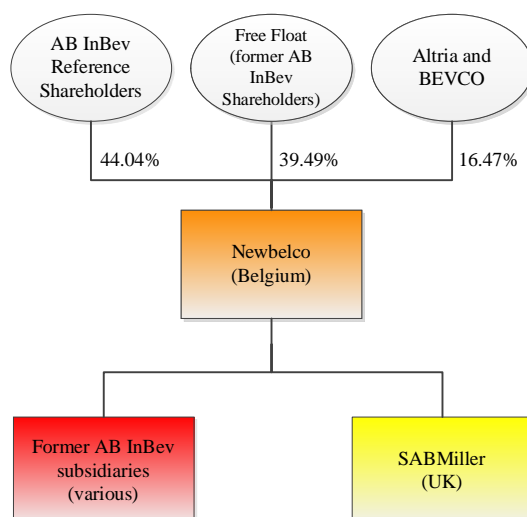 AB InBev
Reference
Shareholders
Free Float
(former AB
InBev
Shareholders)
Altria and
BEVCO
44.04%
39.49%
16.47%
Newbelco
(Belgium)
Former AB InBev
subsidiaries
(various)
SABMiller
(UK)